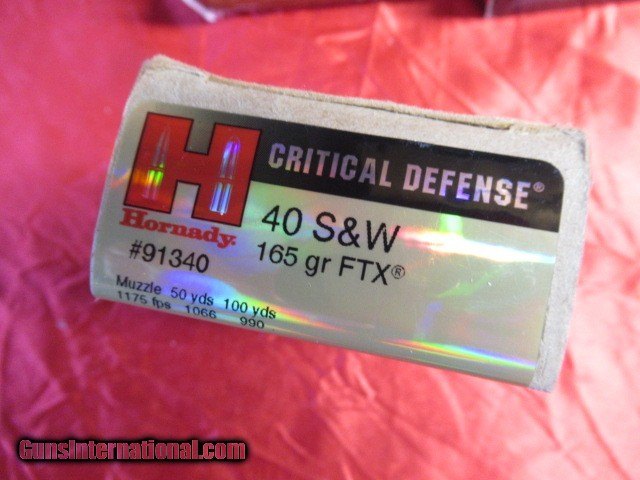 CRITICAL DEFENSE®
H
Hornady
40 S&W
#91340
165 gr FTX®
Muzzle 50 yds 100 yds
1175 fps 1066 990
GunsInternational.com